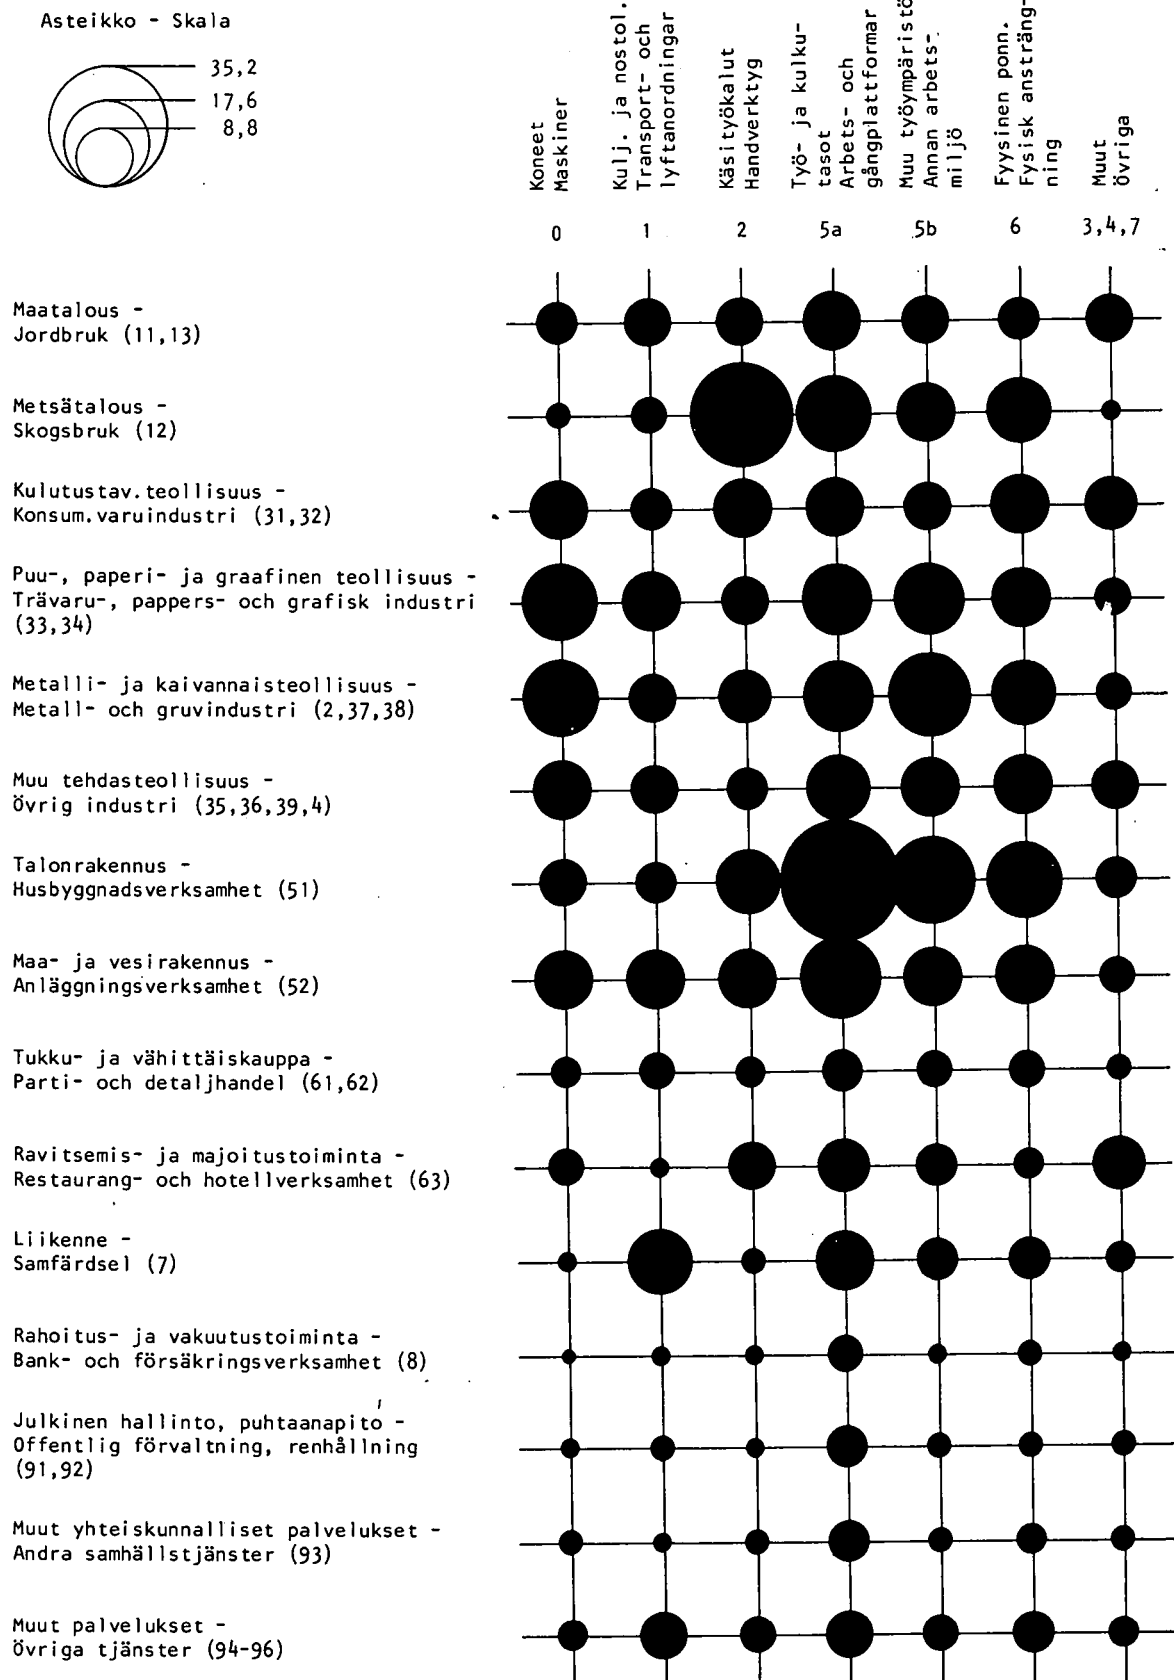 Asteikko - Skala
35,2
17,6
8,8
Koneet
Maskiner
Kulj. ja nostol.
Transport- och
lyftanordningar
Käsityökalut
Handverktyg
Työ- ja kulku-
tasot
Arbets- och
gångplattformar
Muu työympäristö
Annan arbets-
miljö
Fyysinen ponn.
Fysisk ansträng-
ning
Muut
Övriga
0 1 2 5a 5b 6 3,4,7
Maatalous -
Jordbruk (11,13)
Metsätalous -
Skogsbruk (12)
Kulutustav.teollisuus -
Konsum.varuindustri (31,32)
Puu-, paperi- ja graafinen teollisuus -
Trävaru-, pappers- och grafisk industri
(33,34)
Metalli- ja kaivannaisteollisuus -
Metall- och gruvindustri (2,37,38)
Muu tehdasteollisuus -
Övrig industri (35,36,39,4)
Talonrakennus -
Husbyggnadsverksamhet (51)
Maa- ja vesirakennus -
Anläggningsverksamhet (52)
Tukku- ja vähittäiskauppa -
Parti- och detaljhandel (61,62)
Ravitsemis- ja majoitustoiminta -
Restaurang- och hotellverksamhet (63)
Liikenne -
Samfärdsel (7)
Rahoitus- ja vakuutustoiminta -
Bank- och försäkringsverksamhet (8)
Julkinen hallinto, puhtaanapito -
Offentlig förvaltning, renhållning
(91,92)
Muut yhteiskunnalliset palvelukset -
Andra samhällstjänster (93)
Muut palvelukset -
Övriga tjänster (94-96)